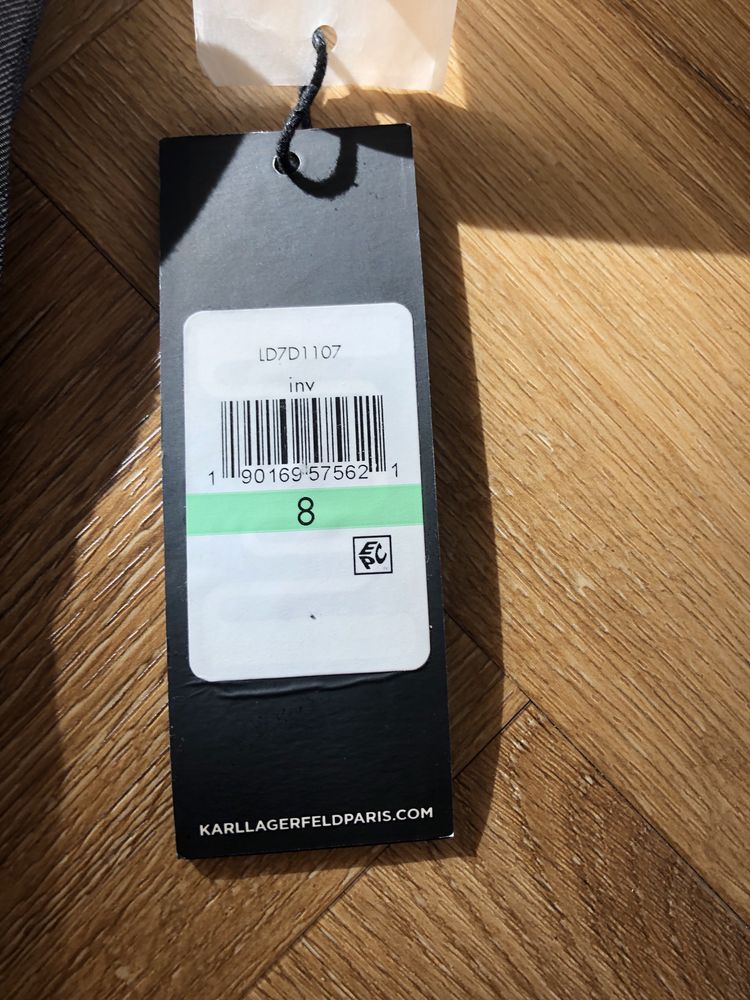 LD7D1107
inv
1 90169 57562 1
8
EPC
KARLLAGERFELDPARIS.COM